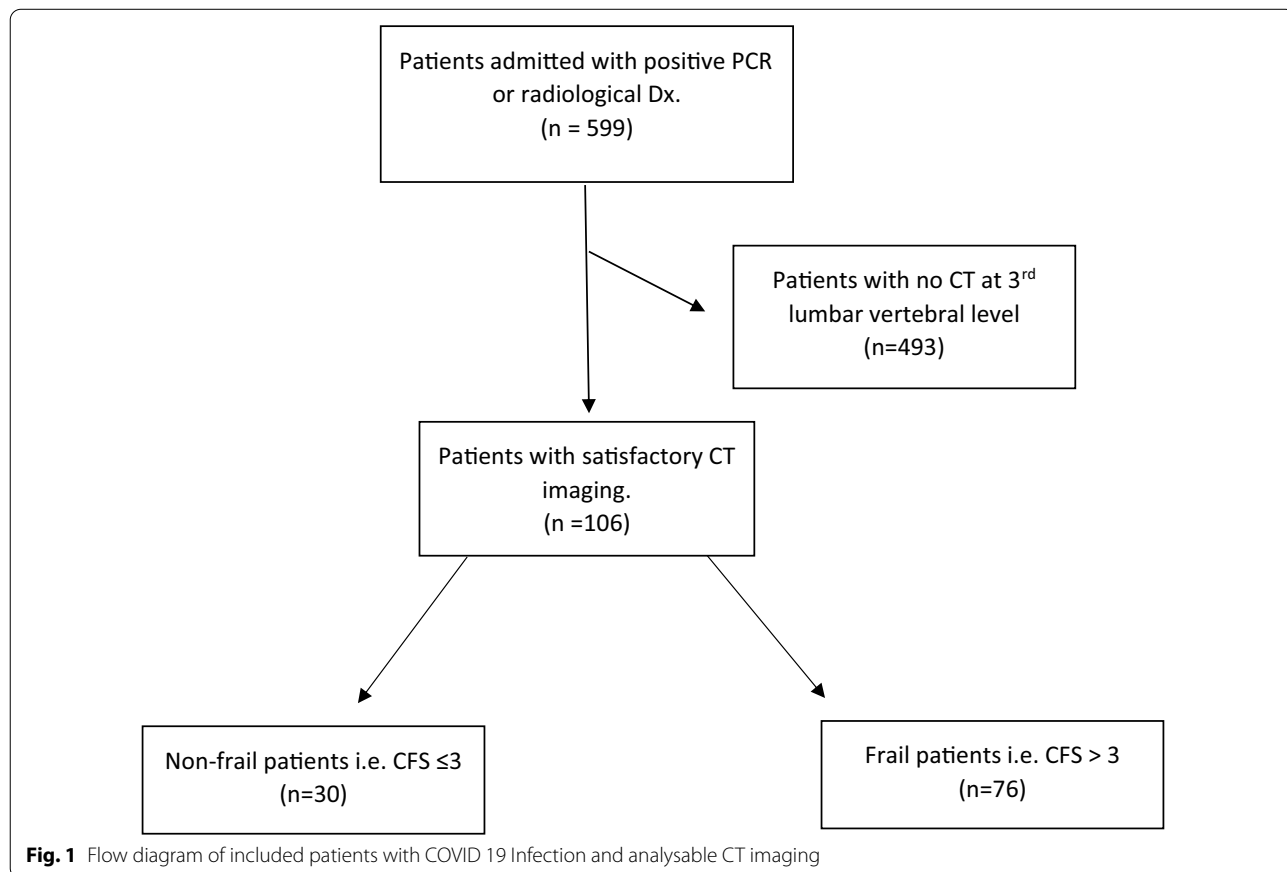 Patients admitted with positive PCR
or radiological Dx.
(n = 599)
Patients with no CT at 3rd
lumbar vertebral level
(n=493)
Patients with satisfactory CT
imaging.
(n =106)
Non-frail patients i.e. CFS ≤3
(n=30)
Frail patients i.e. CFS > 3
(n=76)
Fig. 1 Flow diagram of included patients with COVID 19 Infection and analysable CT imaging